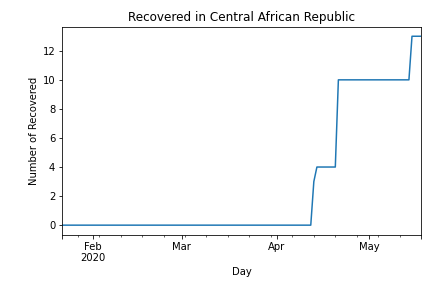 Recovered in Central African Republic
Number of Recovered
12
10
8
6
4
2
0
Feb
2020
Mar
Apr
May
Day